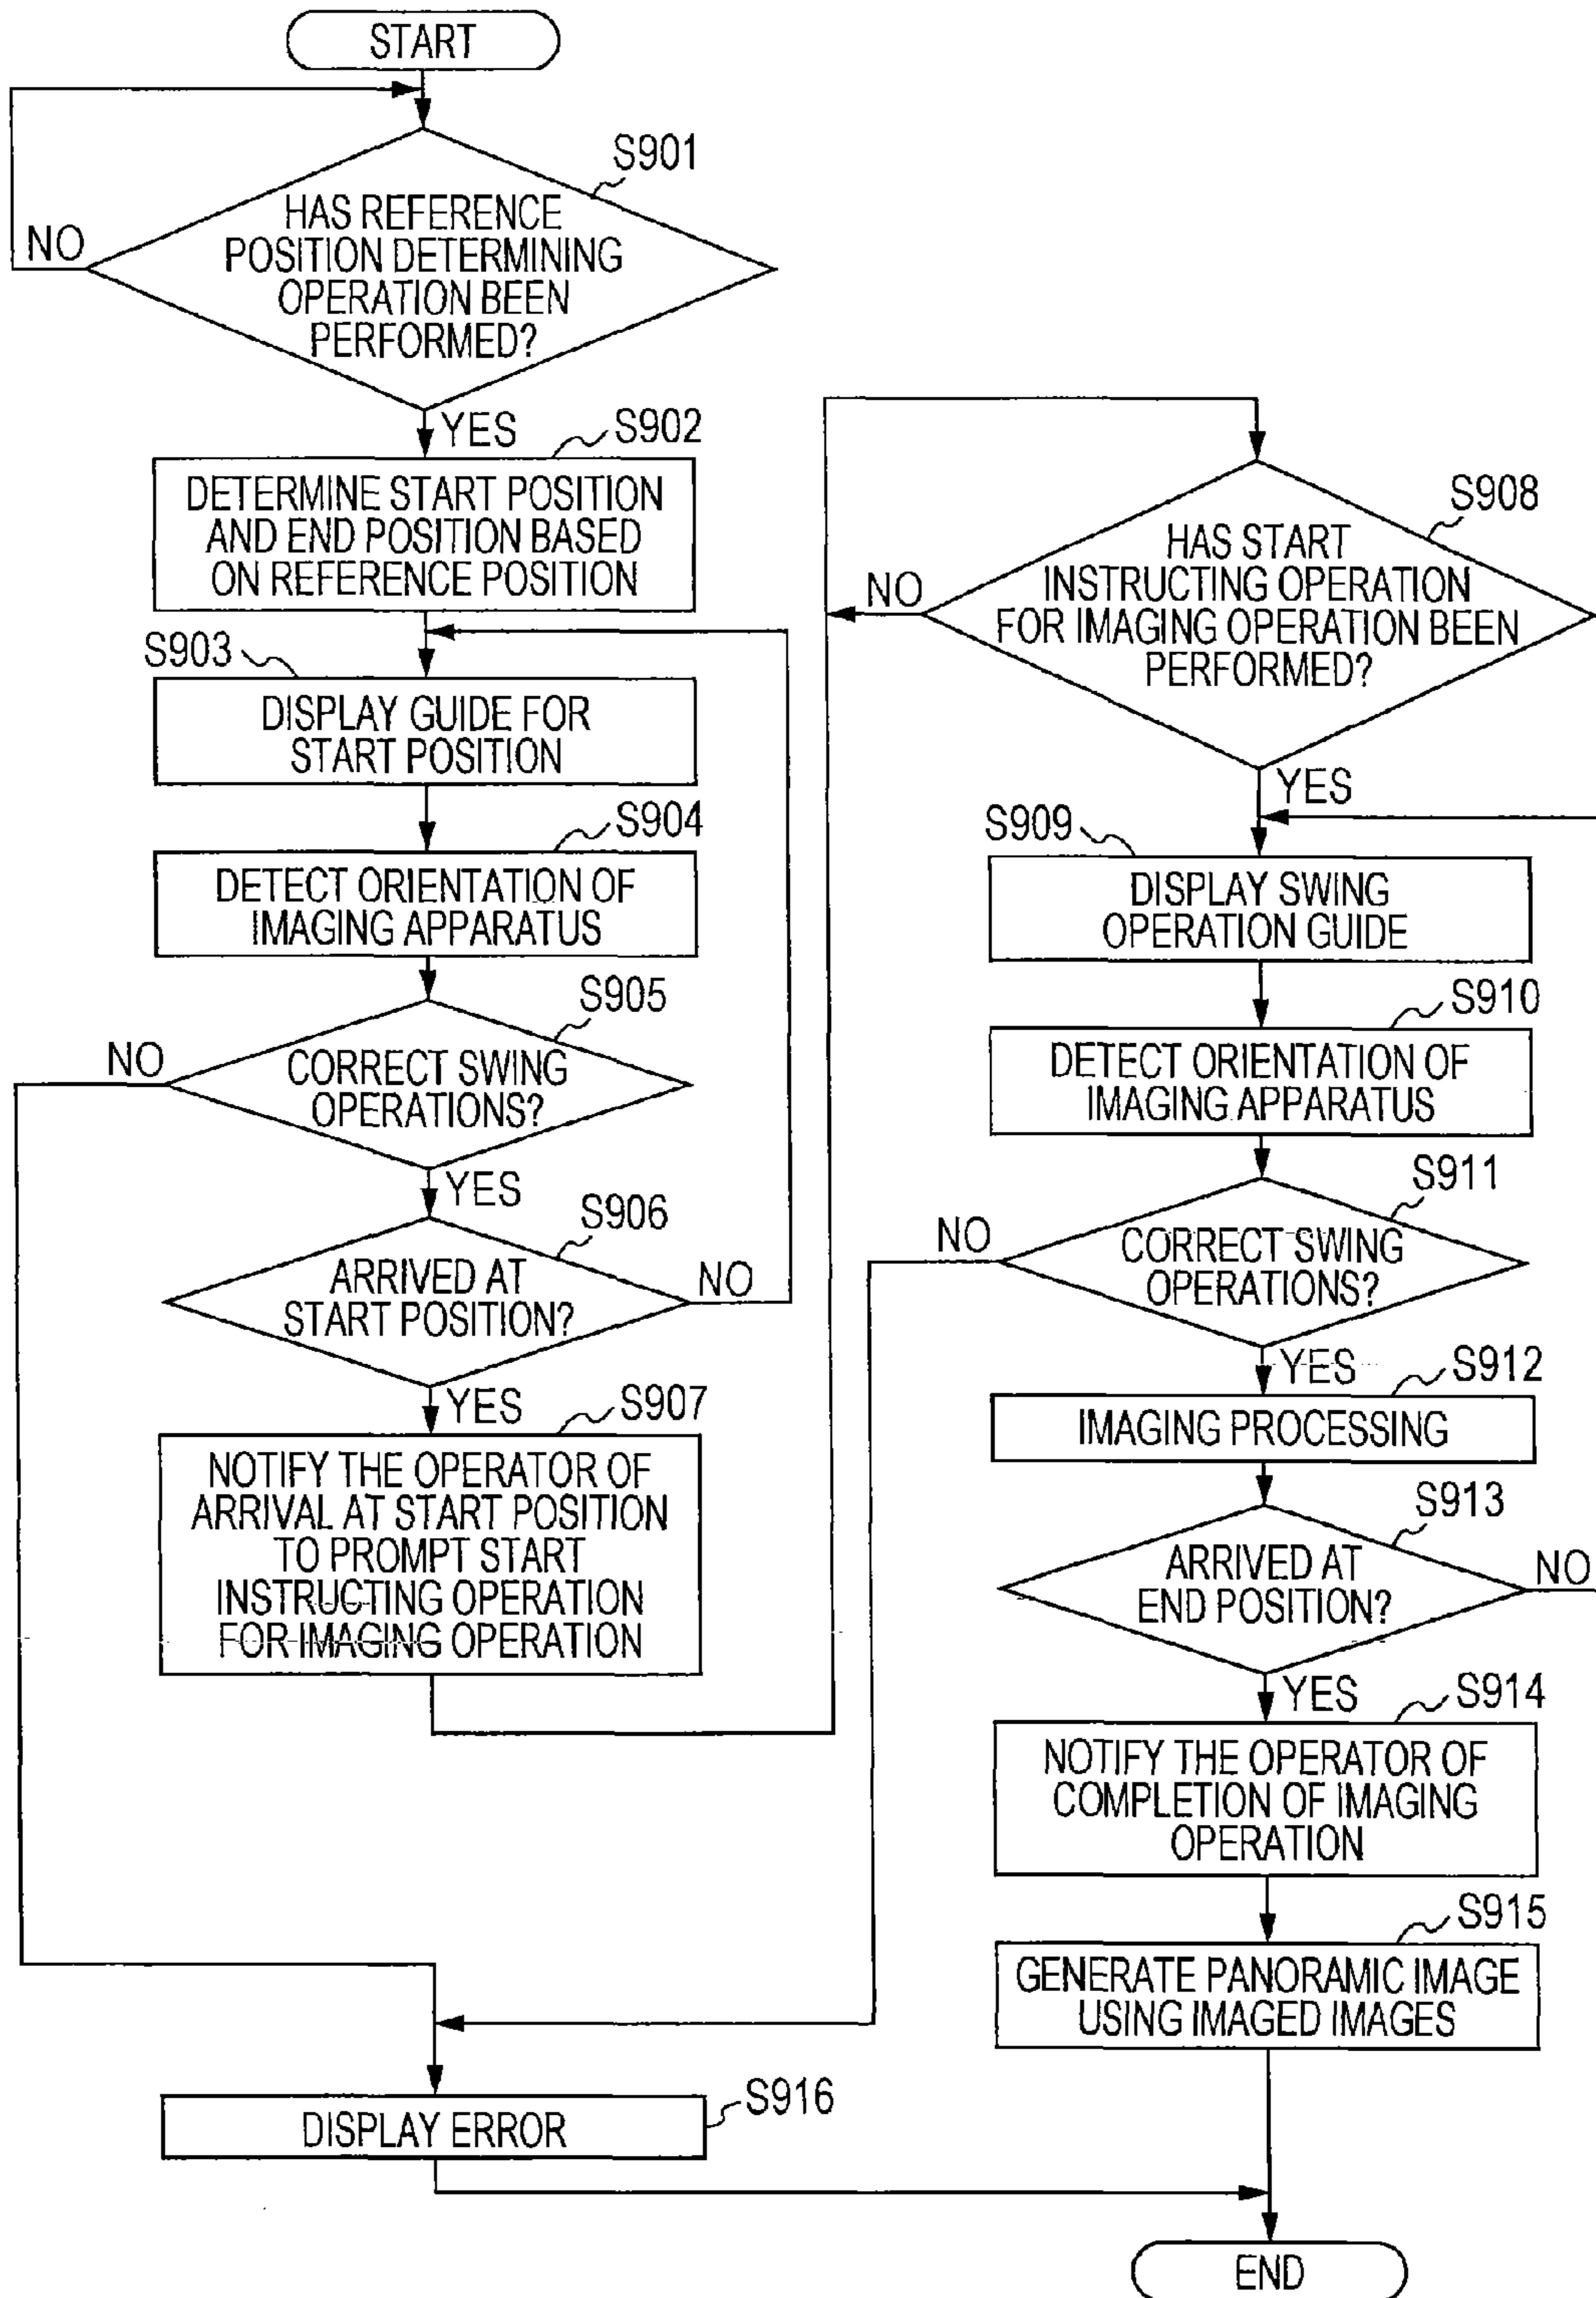 START
S901
HAS REFERENCE
POSITION DETERMINING
OPERATION BEEN
PERFORMED?
NO
YES
S902
DETERMINE START POSITION
AND END POSITION BASED
ON REFERENCE POSITION
S903
DISPLAY GUIDE FOR
START POSITION
S904
DETECT ORIENTATION OF
IMAGING APPARATUS
S905
NO
CORRECT SWING
OPERATIONS?
YES
S906
ARRIVED AT
START POSITION?
NO
YES
S907
NOTIFY THE OPERATOR OF
ARRIVAL AT START POSITION
TO PROMPT START
INSTRUCTING OPERATION
FOR IMAGING OPERATION
S908
HAS START
INSTRUCTING OPERATION
FOR IMAGING OPERATION BEEN
PERFORMED?
NO
YES
S909
DISPLAY SWING
OPERATION GUIDE
S910
DETECT ORIENTATION OF
IMAGING APPARATUS
S911
NO
CORRECT SWING
OPERATIONS?
YES
S912
IMAGING PROCESSING
S913
ARRIVED AT
END POSITION?
NO
YES
S914
NOTIFY THE OPERATOR OF
COMPLETION OF IMAGING
OPERATION
S915
GENERATE PANORAMIC IMAGE
USING IMAGED IMAGES
S916
DISPLAY ERROR
END